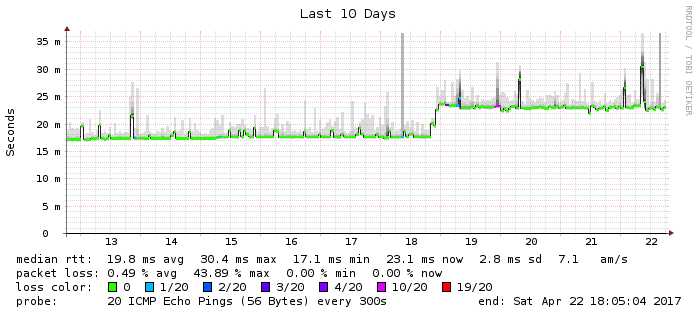 Last 10 Days
RRDTOOL / TOBI OETIKER
Seconds
35 m
30 m
25 m
20 m
15 m
10 m
5 m
0
13 14 15 16 17 18 19 20 21 22
median rtt: 19.8 ms avg 30.4 ms max 17.1 ms min 23.1 ms now 2.8 ms sd 7.1 am/s
packet loss: 0.49 % avg 43.89 % max 0.00 % min 0.00 % now
loss color: 0 1/20 2/20 3/20 4/20 10/20 19/20
probe: 20 ICMP Echo Pings (56 Bytes) every 300s end: Sat Apr 22 18:05:04 2017